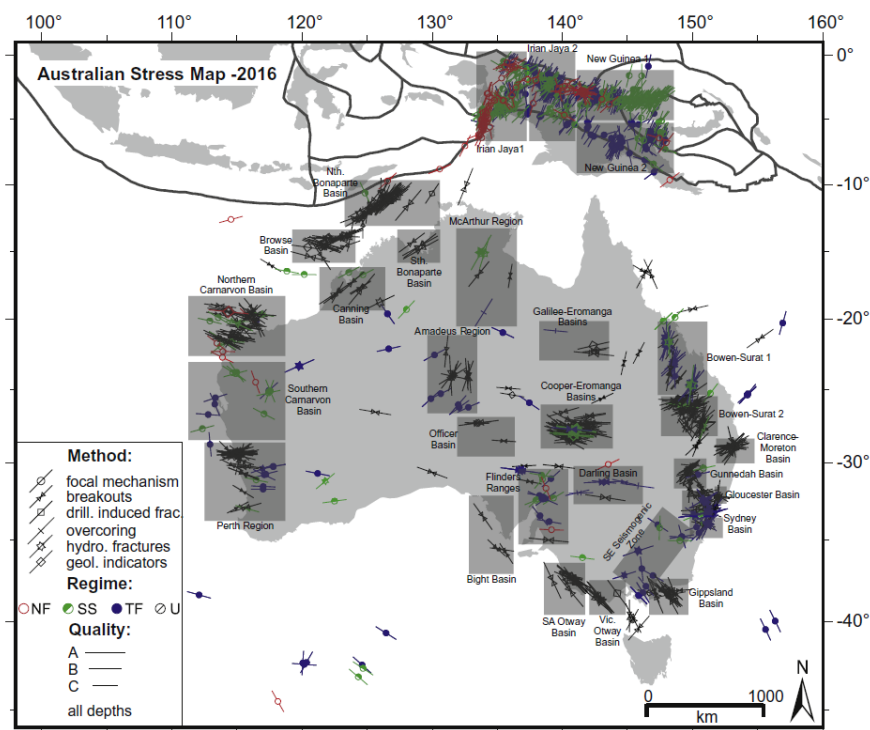 100° 110° 120° 130° 140° 150° 160°
Australian Stress Map -2016
Irian Jaya 2
New Guinea 1
0°
Irian Jaya1
New Guinea 2
Nth.
Bonaparte
Basin
-10°
McArthur Region
Browse
Basin
Sth.
Bonaparte
Basin
Northern
Carnarvon Basin
Canning
Basin
Galilee-Eromanga
Basins
-20°
Amadeus Region
Bowen-Surat 1
Southern
Carnarvon
Basin
Cooper-Eromanga
Basins
Bowen-Surat 2
Officer
Basin
Clarence-
Moreton
Basin
-30°
Flinders
Ranges
Darling Basin
Gunnedah Basin
Gloucester Basin
Sydney
Basin
Perth Region
SE Seismogenic
Zone
Bight Basin
SA Otway
Basin
Vic.
Otway
Basin
Gippsland
Basin
-40°
Method:
focal mechanism
breakouts
drill. induced frac.
overcoring
hydro. fractures
geol. indicators
Regime:
NF SS TF U
Quality:
A
B
C
all depths
N
0 1000
km